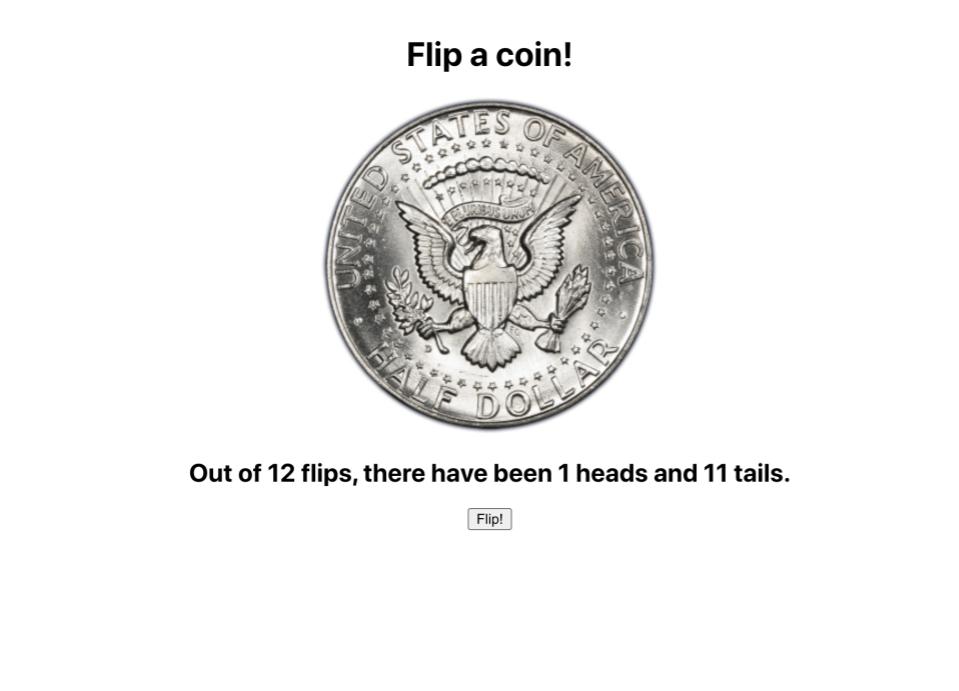 Flip a coin!
UNITED STATES OF AMERICA
E PLURIBUS UNUM
HALF DOLLAR
Out of 12 flips, there have been 1 heads and 11 tails.
Flip!